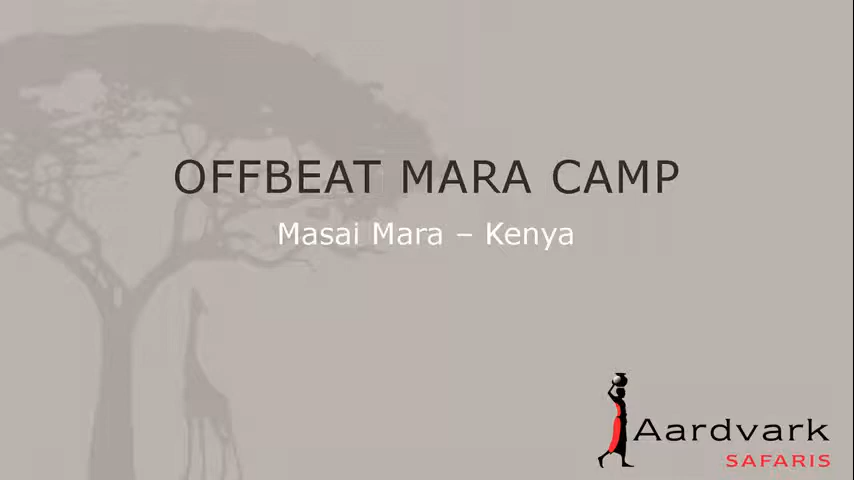 OFFBEAT MARA CAMP
Masai Mara – Kenya
Aardvark
SAFARIS